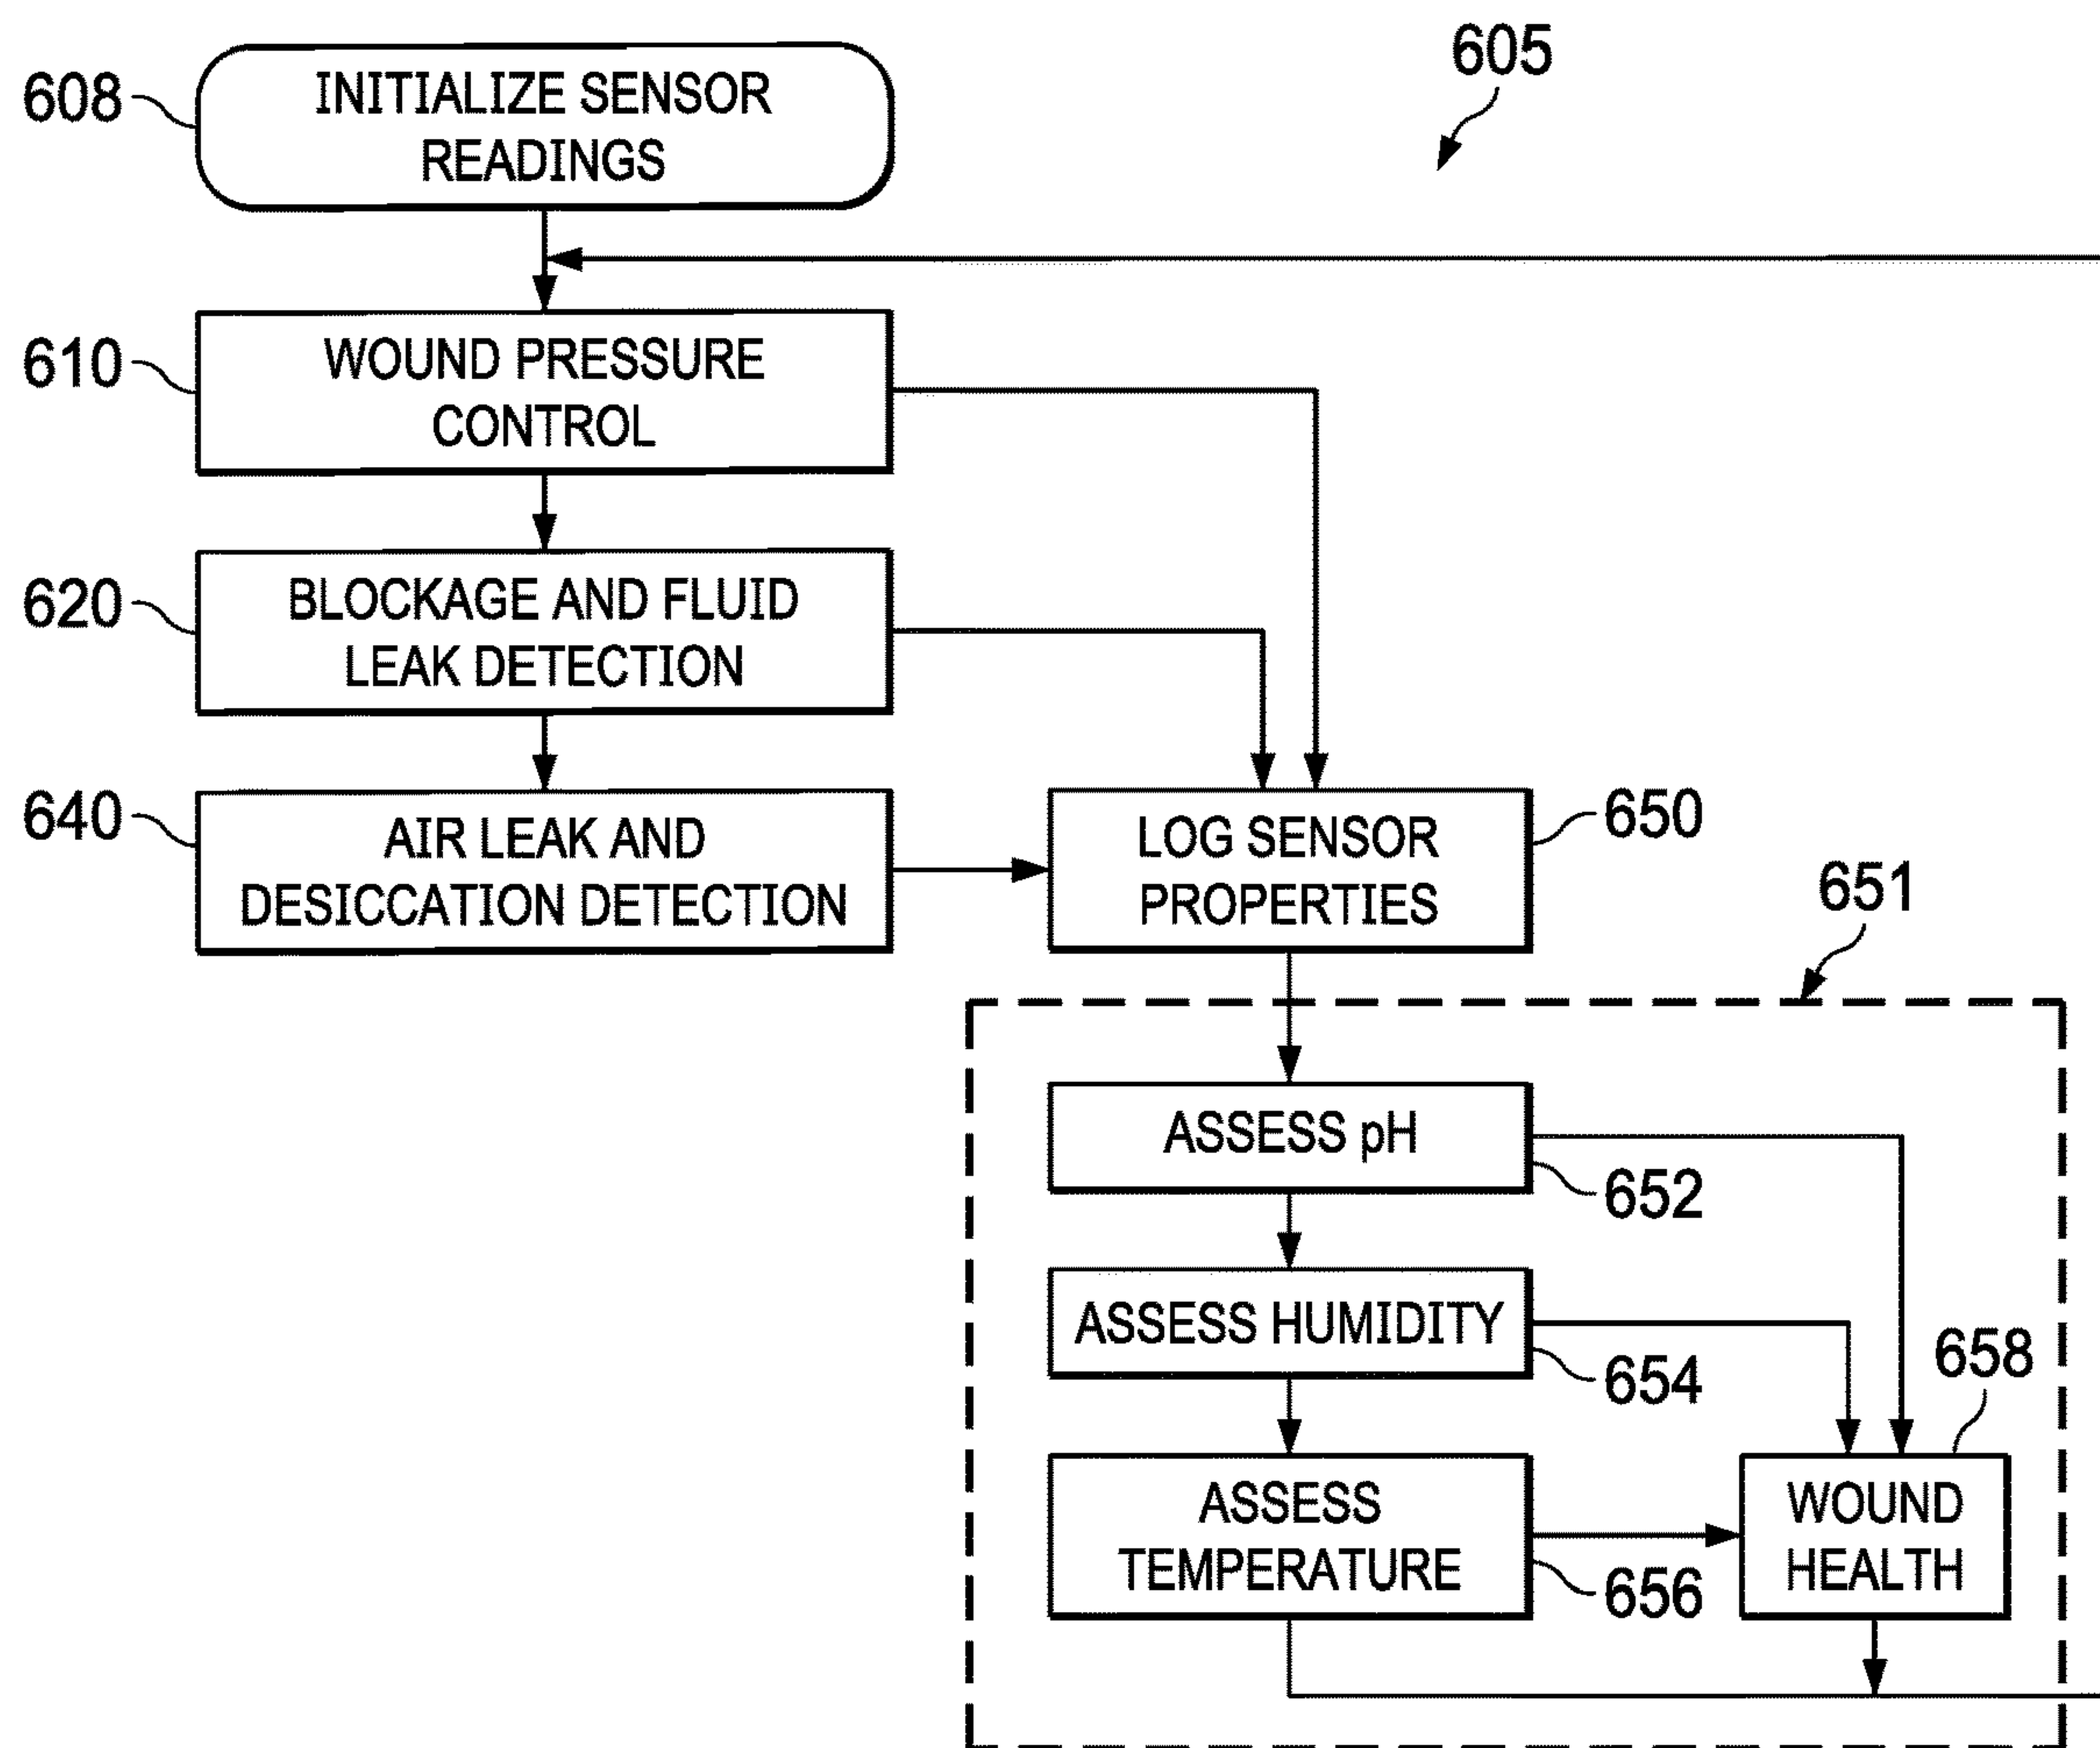 605
608
INITIALIZE SENSOR
READINGS
610
WOUND PRESSURE
CONTROL
620
BLOCKAGE AND FLUID
LEAK DETECTION
640
AIR LEAK AND
DESICCATION DETECTION
LOG SENSOR
PROPERTIES
650
651
ASSESS pH
652
ASSESS HUMIDITY
654
658
ASSESS
TEMPERATURE
656
WOUND
HEALTH